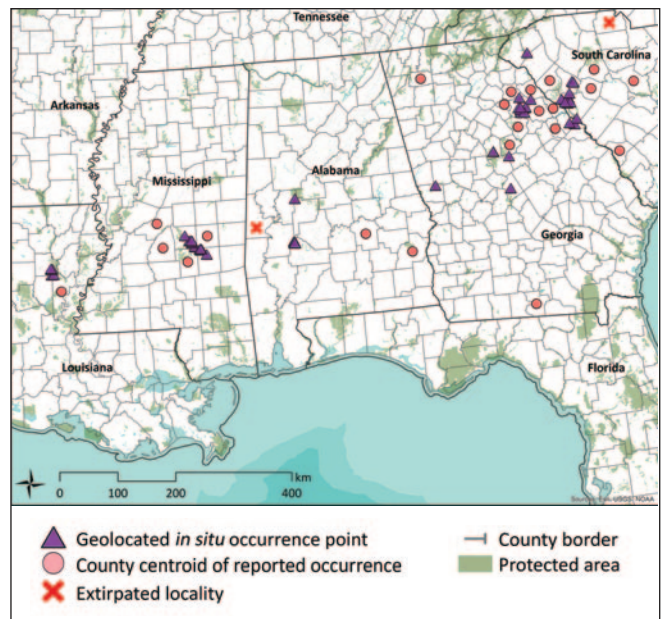 Tennessee
South Carolina
Arkansas
Mississippi
Alabama
Georgia
Louisiana
Florida
km
0 100 200 400
Geolocated in situ occurrence point
County centroid of reported occurrence
Extirpated locality
County border
Protected area